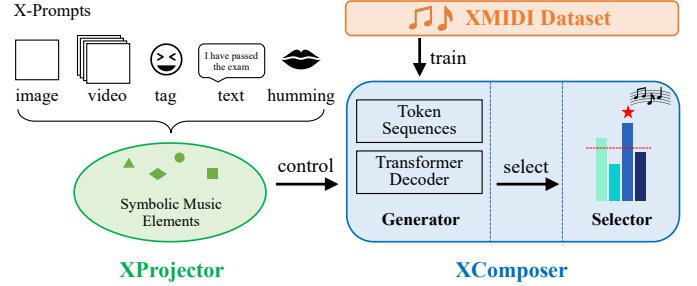 X-Prompts
XMIDI Dataset
train
image video tag text humming
I have passed
the exam
Token
Sequences
Transformer
Decoder
control
select
Symbolic Music
Elements
Generator
Selector
XProjector
XComposer